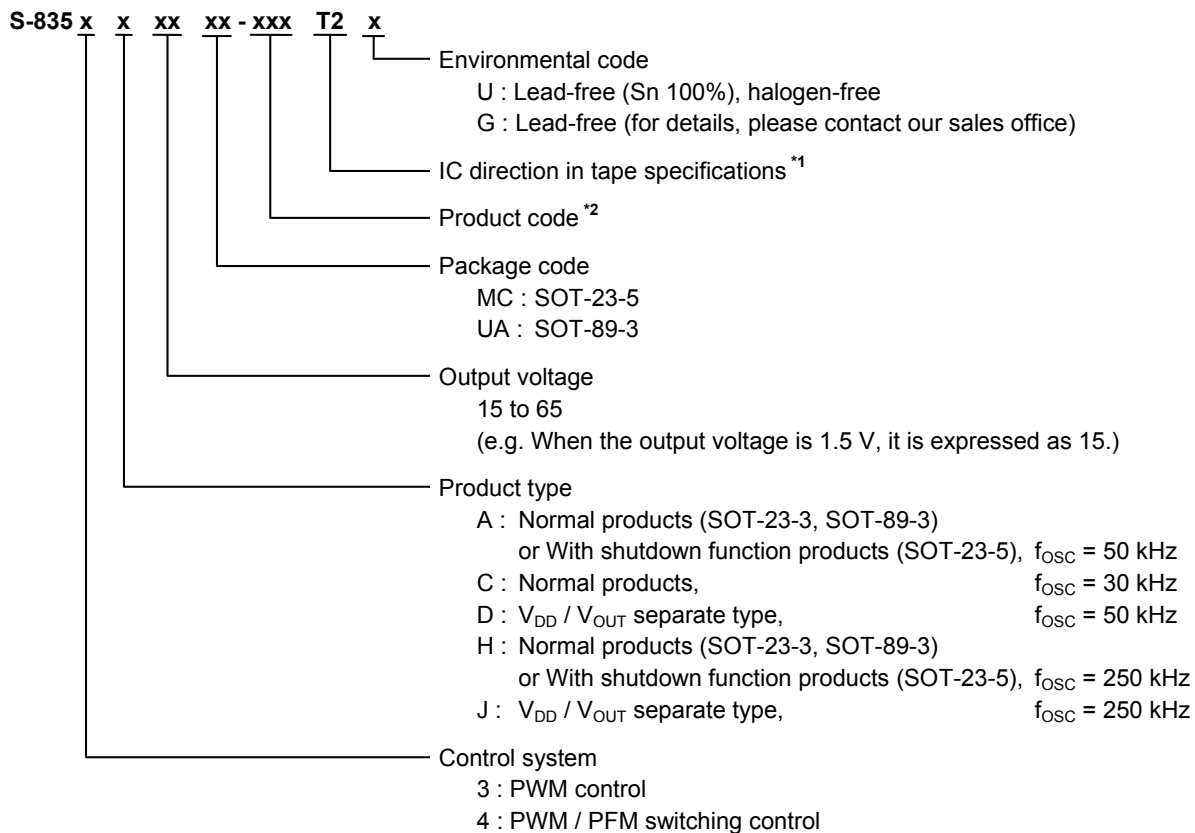 S-835 x x xx xx - xxx T2 x
Environmental code
U : Lead-free (Sn 100%), halogen-free
G : Lead-free (for details, please contact our sales office)
IC direction in tape specifications *1
Product code *2
Package code
MC : SOT-23-5
UA : SOT-89-3
Output voltage
15 to 65
(e.g. When the output voltage is 1.5 V, it is expressed as 15.)
Product type
A : Normal products (SOT-23-3, SOT-89-3)
or With shutdown function products (SOT-23-5), fOSC = 50 kHz
C : Normal products, fOSC = 30 kHz
D : VDD / VOUT separate type, fOSC = 50 kHz
H : Normal products (SOT-23-3, SOT-89-3)
or With shutdown function products (SOT-23-5), fOSC = 250 kHz
J : VDD / VOUT separate type, fOSC = 250 kHz
Control system
3 : PWM control
4 : PWM / PFM switching control